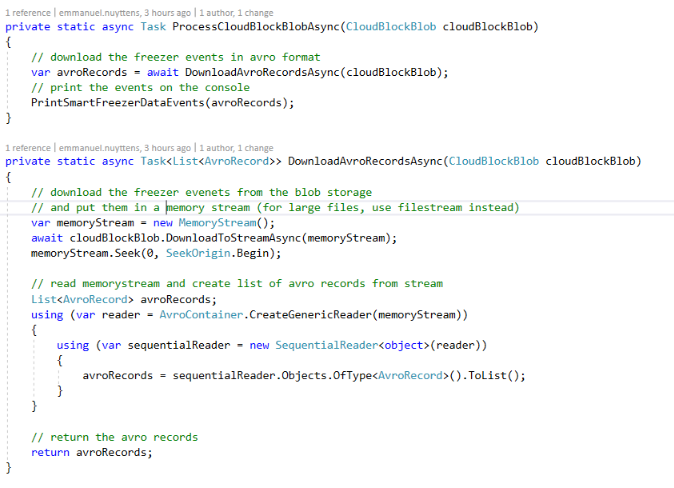 1 reference | emmanuel.nuyttens, 3 hours ago | 1 author, 1 change
private static async Task ProcessCloudBlockBlobAsync(CloudBlockBlob cloudBlockBlob)
{
    // download the freezer events in avro format
    var avroRecords = await DownloadAvroRecordsAsync(cloudBlockBlob);
    // print the events on the console
    PrintSmartFreezerDataEvents(avroRecords);
}
1 reference | emmanuel.nuyttens, 3 hours ago | 1 author, 1 change
private static async Task<List<AvroRecord>> DownloadAvroRecordsAsync(CloudBlockBlob cloudBlockBlob)
{
    // download the freezer evenets from the blob storage
    // and put them in a memory stream (for large files, use filestream instead)
    var memoryStream = new MemoryStream();
    await cloudBlockBlob.DownloadToStreamAsync(memoryStream);
    memoryStream.Seek(0, SeekOrigin.Begin);
    // read memorystream and create list of avro records from stream
    List<AvroRecord> avroRecords;
    using (var reader = AvroContainer.CreateGenericReader(memoryStream))
    {
        using (var sequentialReader = new SequentialReader<object>(reader))
        {
            avroRecords = sequentialReader.Objects.OfType<AvroRecord>().ToList();
        }
    }
    // return the avro records
    return avroRecords;
}